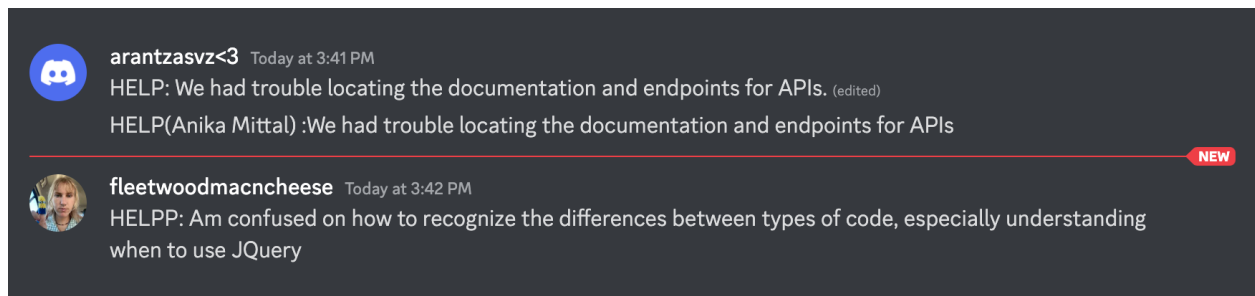 arantzasvz<3 Today at 3:41 PM
HELP: We had trouble locating the documentation and endpoints for APIs. (edited)
HELP(Anika Mittal) :We had trouble locating the documentation and endpoints for APIs
NEW
fleetwoodmacncheese Today at 3:42 PM
HELPP: Am confused on how to recognize the differences between types of code, especially understanding
when to use JQuery